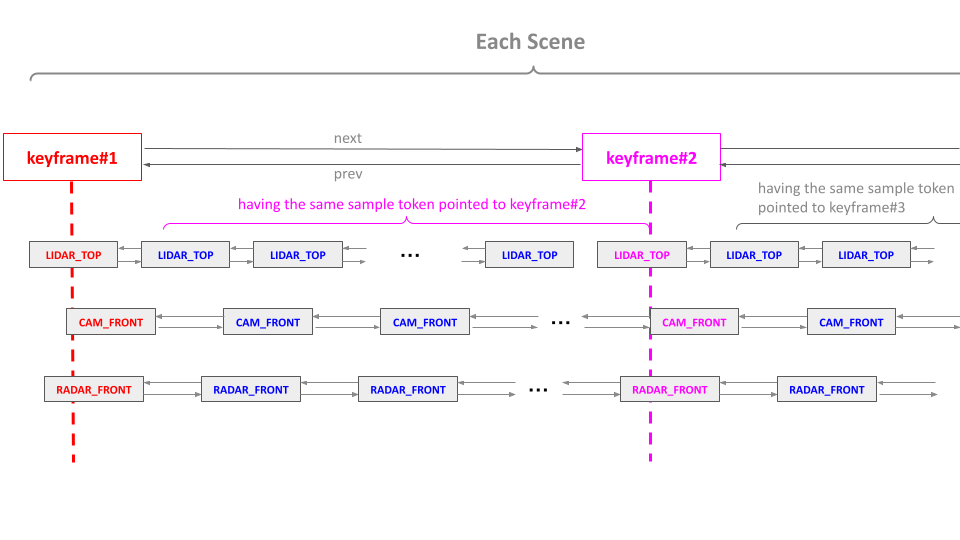 Each Scene
next
keyframe#1
keyframe#2
prev
having the same sample token
pointed to keyframe#3
having the same sample token pointed to keyframe#2
LIDAR_TOP LIDAR_TOP LIDAR_TOP ... LIDAR_TOP LIDAR_TOP LIDAR_TOP LIDAR_TOP
CAM_FRONT CAM_FRONT CAM_FRONT ... CAM_FRONT CAM_FRONT
RADAR_FRONT RADAR_FRONT RADAR_FRONT ... RADAR_FRONT RADAR_FRONT